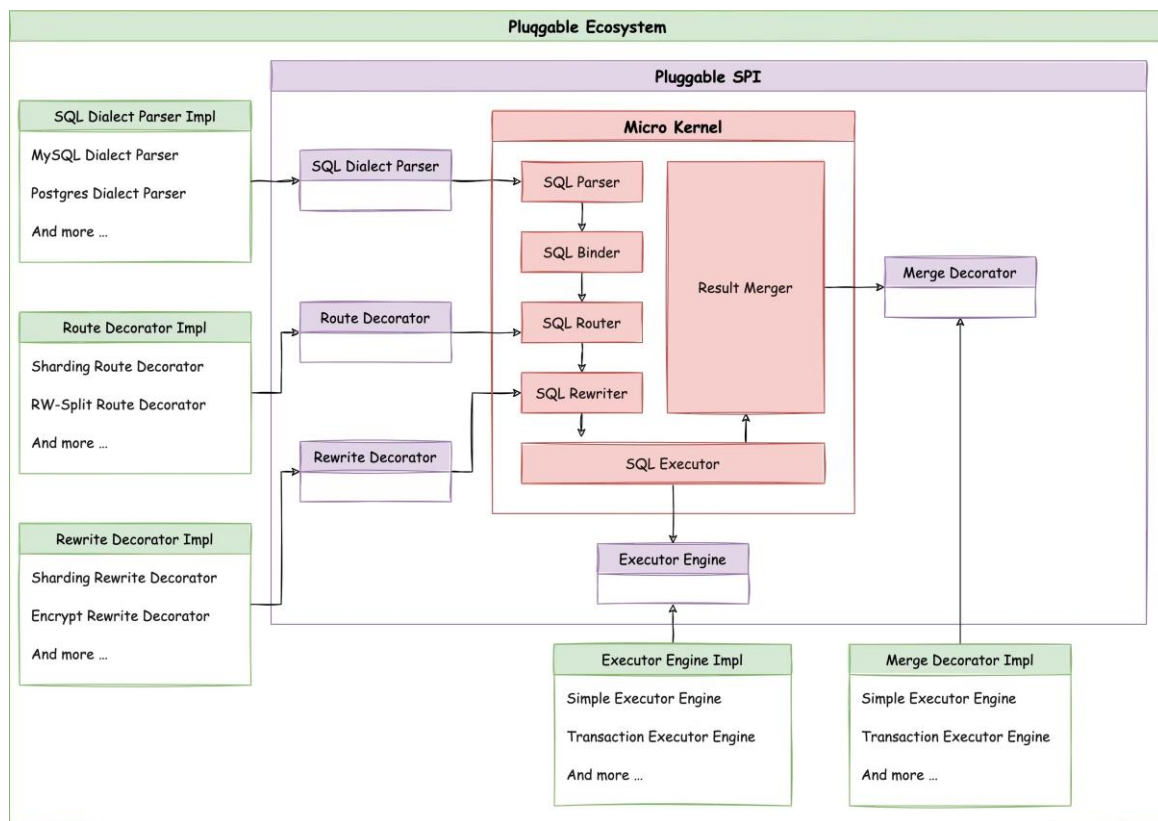 Pluggable Ecosystem
Pluggable SPI
SQL Dialect Parser Impl
MySQL Dialect Parser
Postgres Dialect Parser
And more ...
SQL Dialect Parser
Micro Kernel
SQL Parser
SQL Binder
SQL Router
SQL Rewriter
SQL Executor
Result Merger
Merge Decorator
Route Decorator Impl
Sharding Route Decorator
RW-Split Route Decorator
And more ...
Route Decorator
Rewrite Decorator
Rewrite Decorator Impl
Sharding Rewrite Decorator
Encrypt Rewrite Decorator
And more ...
Executor Engine
Executor Engine Impl
Simple Executor Engine
Transaction Executor Engine
And more ...
Merge Decorator Impl
Simple Executor Engine
Transaction Executor Engine
And more ...